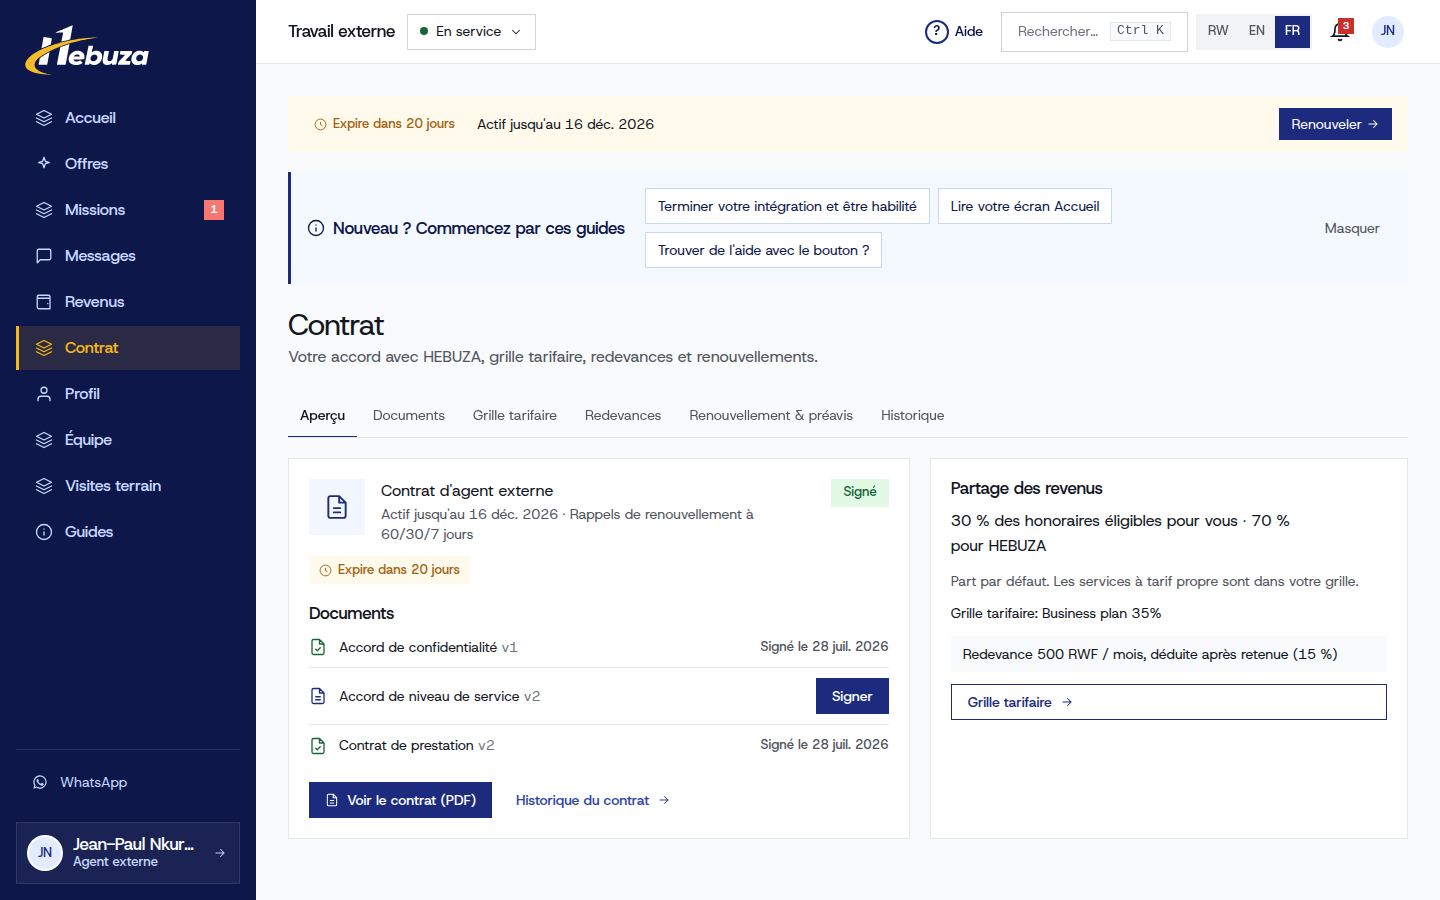 Hebuza
Travail externe
En service
? Aide
Rechercher... Ctrl K
RW EN FR
3
JN
Accueil
Offres
Missions 1
Messages
Revenus
Contrat
Profil
Équipe
Visites terrain
Guides
WhatsApp
JN
Jean-Paul Nkur...
Agent externe
Expire dans 20 jours Actif jusqu'au 16 déc. 2026 Renouveler →
Nouveau ? Commencez par ces guides
Terminer votre intégration et être habilité
Lire votre écran Accueil
Trouver de l'aide avec le bouton ?
Masquer
Contrat
Votre accord avec HEBUZA, grille tarifaire, redevances et renouvellements.
Aperçu Documents Grille tarifaire Redevances Renouvellement & préavis Historique
Contrat d'agent externe Signé
Actif jusqu'au 16 déc. 2026 · Rappels de renouvellement à
60/30/7 jours
Expire dans 20 jours
Documents
Accord de confidentialité v1 Signé le 28 juil. 2026
Accord de niveau de service v2 Signer
Contrat de prestation v2 Signé le 28 juil. 2026
Voir le contrat (PDF) Historique du contrat →
Partage des revenus
30 % des honoraires éligibles pour vous · 70 %
pour HEBUZA
Part par défaut. Les services à tarif propre sont dans votre grille.
Grille tarifaire: Business plan 35%
Redevance 500 RWF / mois, déduite après retenue (15 %)
Grille tarifaire →